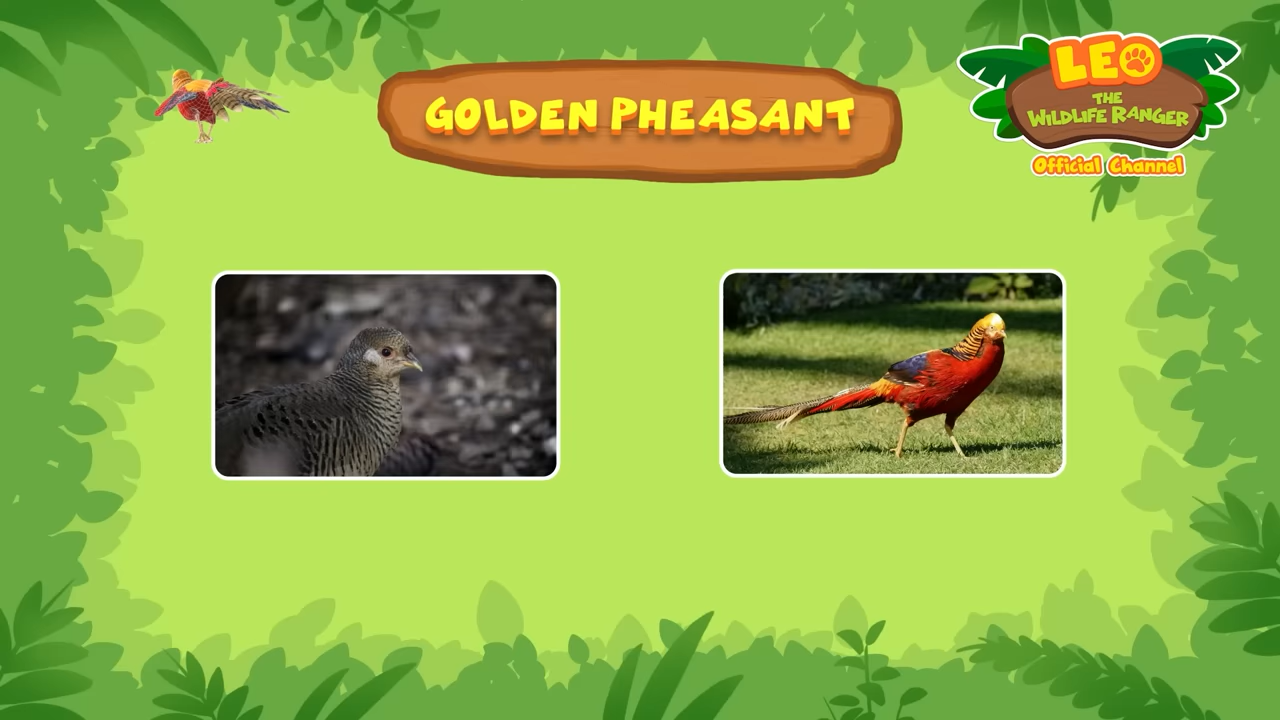 GOLDEN PHEASANT
LEO
THE
WILDLIFE RANGER
Official Channel